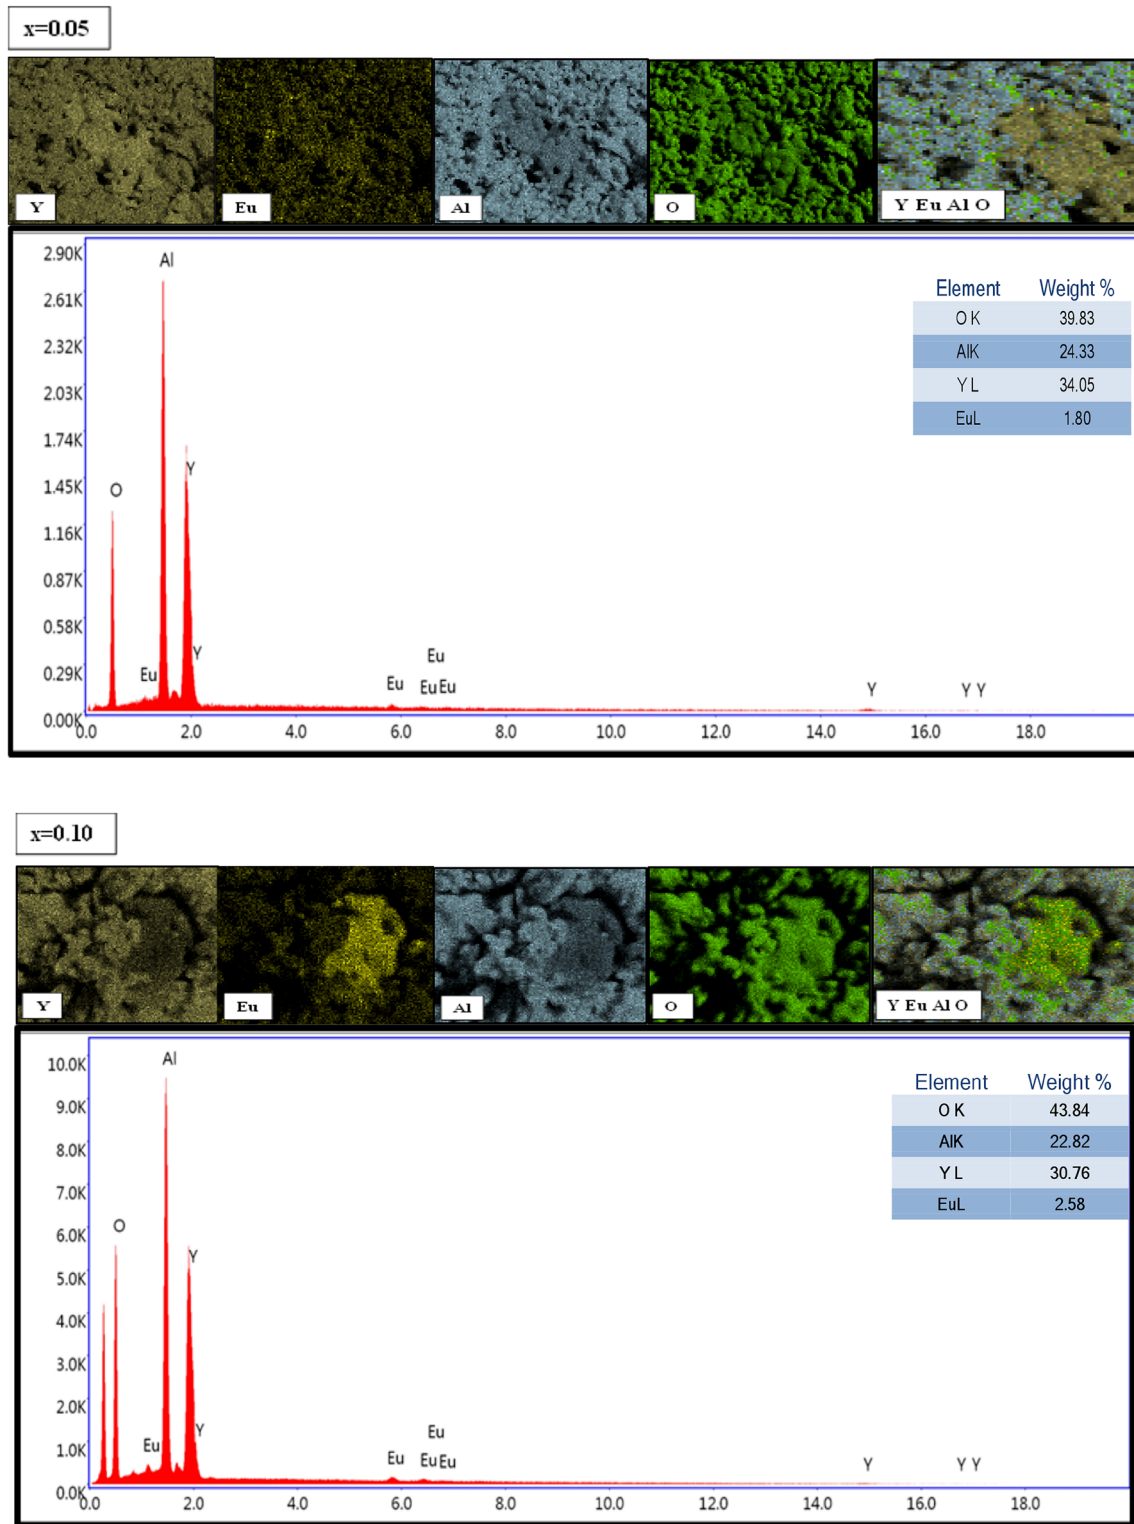 x=0.05
Y Eu Al O Y Eu Al O
2.90K
2.61K
2.32K
2.03K
1.74K
1.45K
1.16K
0.87K
0.58K
0.29K
0.00K
Al
Y
O
Y
Eu
Eu
Eu
Eu Eu
Y Y Y
0.0 2.0 4.0 6.0 8.0 10.0 12.0 14.0 16.0 18.0
Element Weight %
O K 39.83
AlK 24.33
Y L 34.05
EuL 1.80
x=0.10
Y Eu Al O Y Eu Al O
10.0K
9.0K
8.0K
7.0K
6.0K
5.0K
4.0K
3.0K
2.0K
1.0K
0.0K
Al
O
Y
Y
Eu
Eu
Eu
Eu Eu
Y Y Y
0.0 2.0 4.0 6.0 8.0 10.0 12.0 14.0 16.0 18.0
Element Weight %
O K 43.84
AlK 22.82
Y L 30.76
EuL 2.58